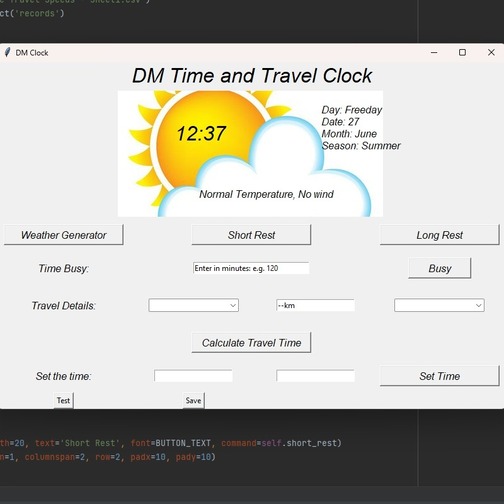 e Travel Speeds - Sheet1.csv')
ct('records')
DM Clock
DM Time and Travel Clock
12:37
Day: Freeday
Date: 27
Month: June
Season: Summer
Normal Temperature, No wind
Weather Generator
Short Rest
Long Rest
Time Busy:
Enter in minutes: e.g. 120
Busy
Travel Details:
--km
Calculate Travel Time
Set the time:
Set Time
Test
Save
th=20, text='Short Rest', font=BUTTON_TEXT, command=self.short_rest)
n=1, columnspan=2, row=2, padx=10, pady=10)